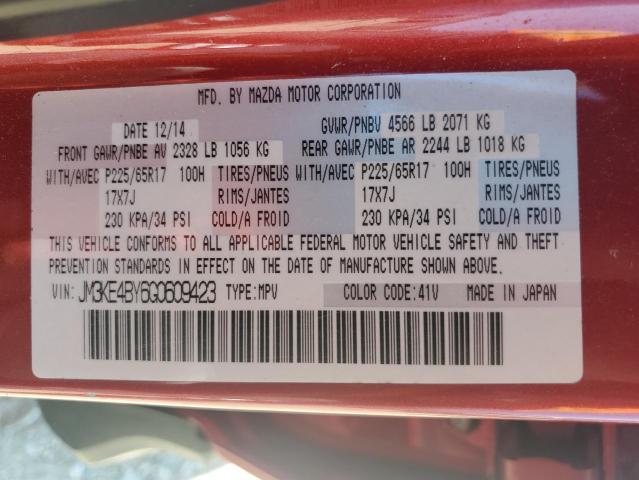 MFD. BY MAZDA MOTOR CORPORATION
DATE 12/14 GVWR/PNBV 4566 LB 2071 KG
FRONT GAWR/PNBE AV 2328 LB 1056 KG REAR GAWR/PNBE AR 2244 LB 1018 KG
WITH/AVEC P225/65R17 100H TIRES/PNEUS WITH/AVEC P225/65R17 100H TIRES/PNEUS
17X7J RIMS/JANTES 17X7J RIMS/JANTES
230 KPA/34 PSI COLD/A FROID 230 KPA/34 PSI COLD/A FROID
THIS VEHICLE CONFORMS TO ALL APPLICABLE FEDERAL MOTOR VEHICLE SAFETY AND THEFT
PREVENTION STANDARDS IN EFFECT ON THE DATE OF MANUFACTURE SHOWN ABOVE.
VIN: JM3KE4BY6G0609423 TYPE:MPV COLOR CODE:41V MADE IN JAPAN